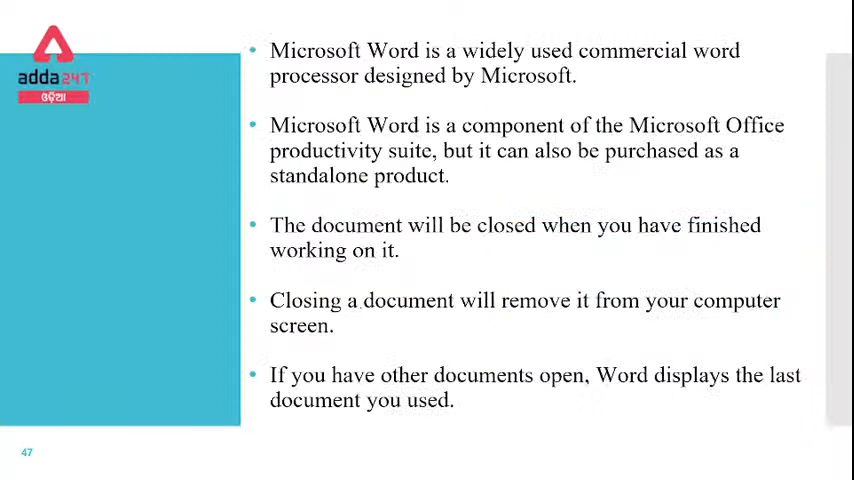 adda247
ଓଡ଼ିଆ
• Microsoft Word is a widely used commercial word
processor designed by Microsoft.
• Microsoft Word is a component of the Microsoft Office
productivity suite, but it can also be purchased as a
standalone product.
• The document will be closed when you have finished
working on it.
• Closing a document will remove it from your computer
screen.
• If you have other documents open, Word displays the last
document you used.
47